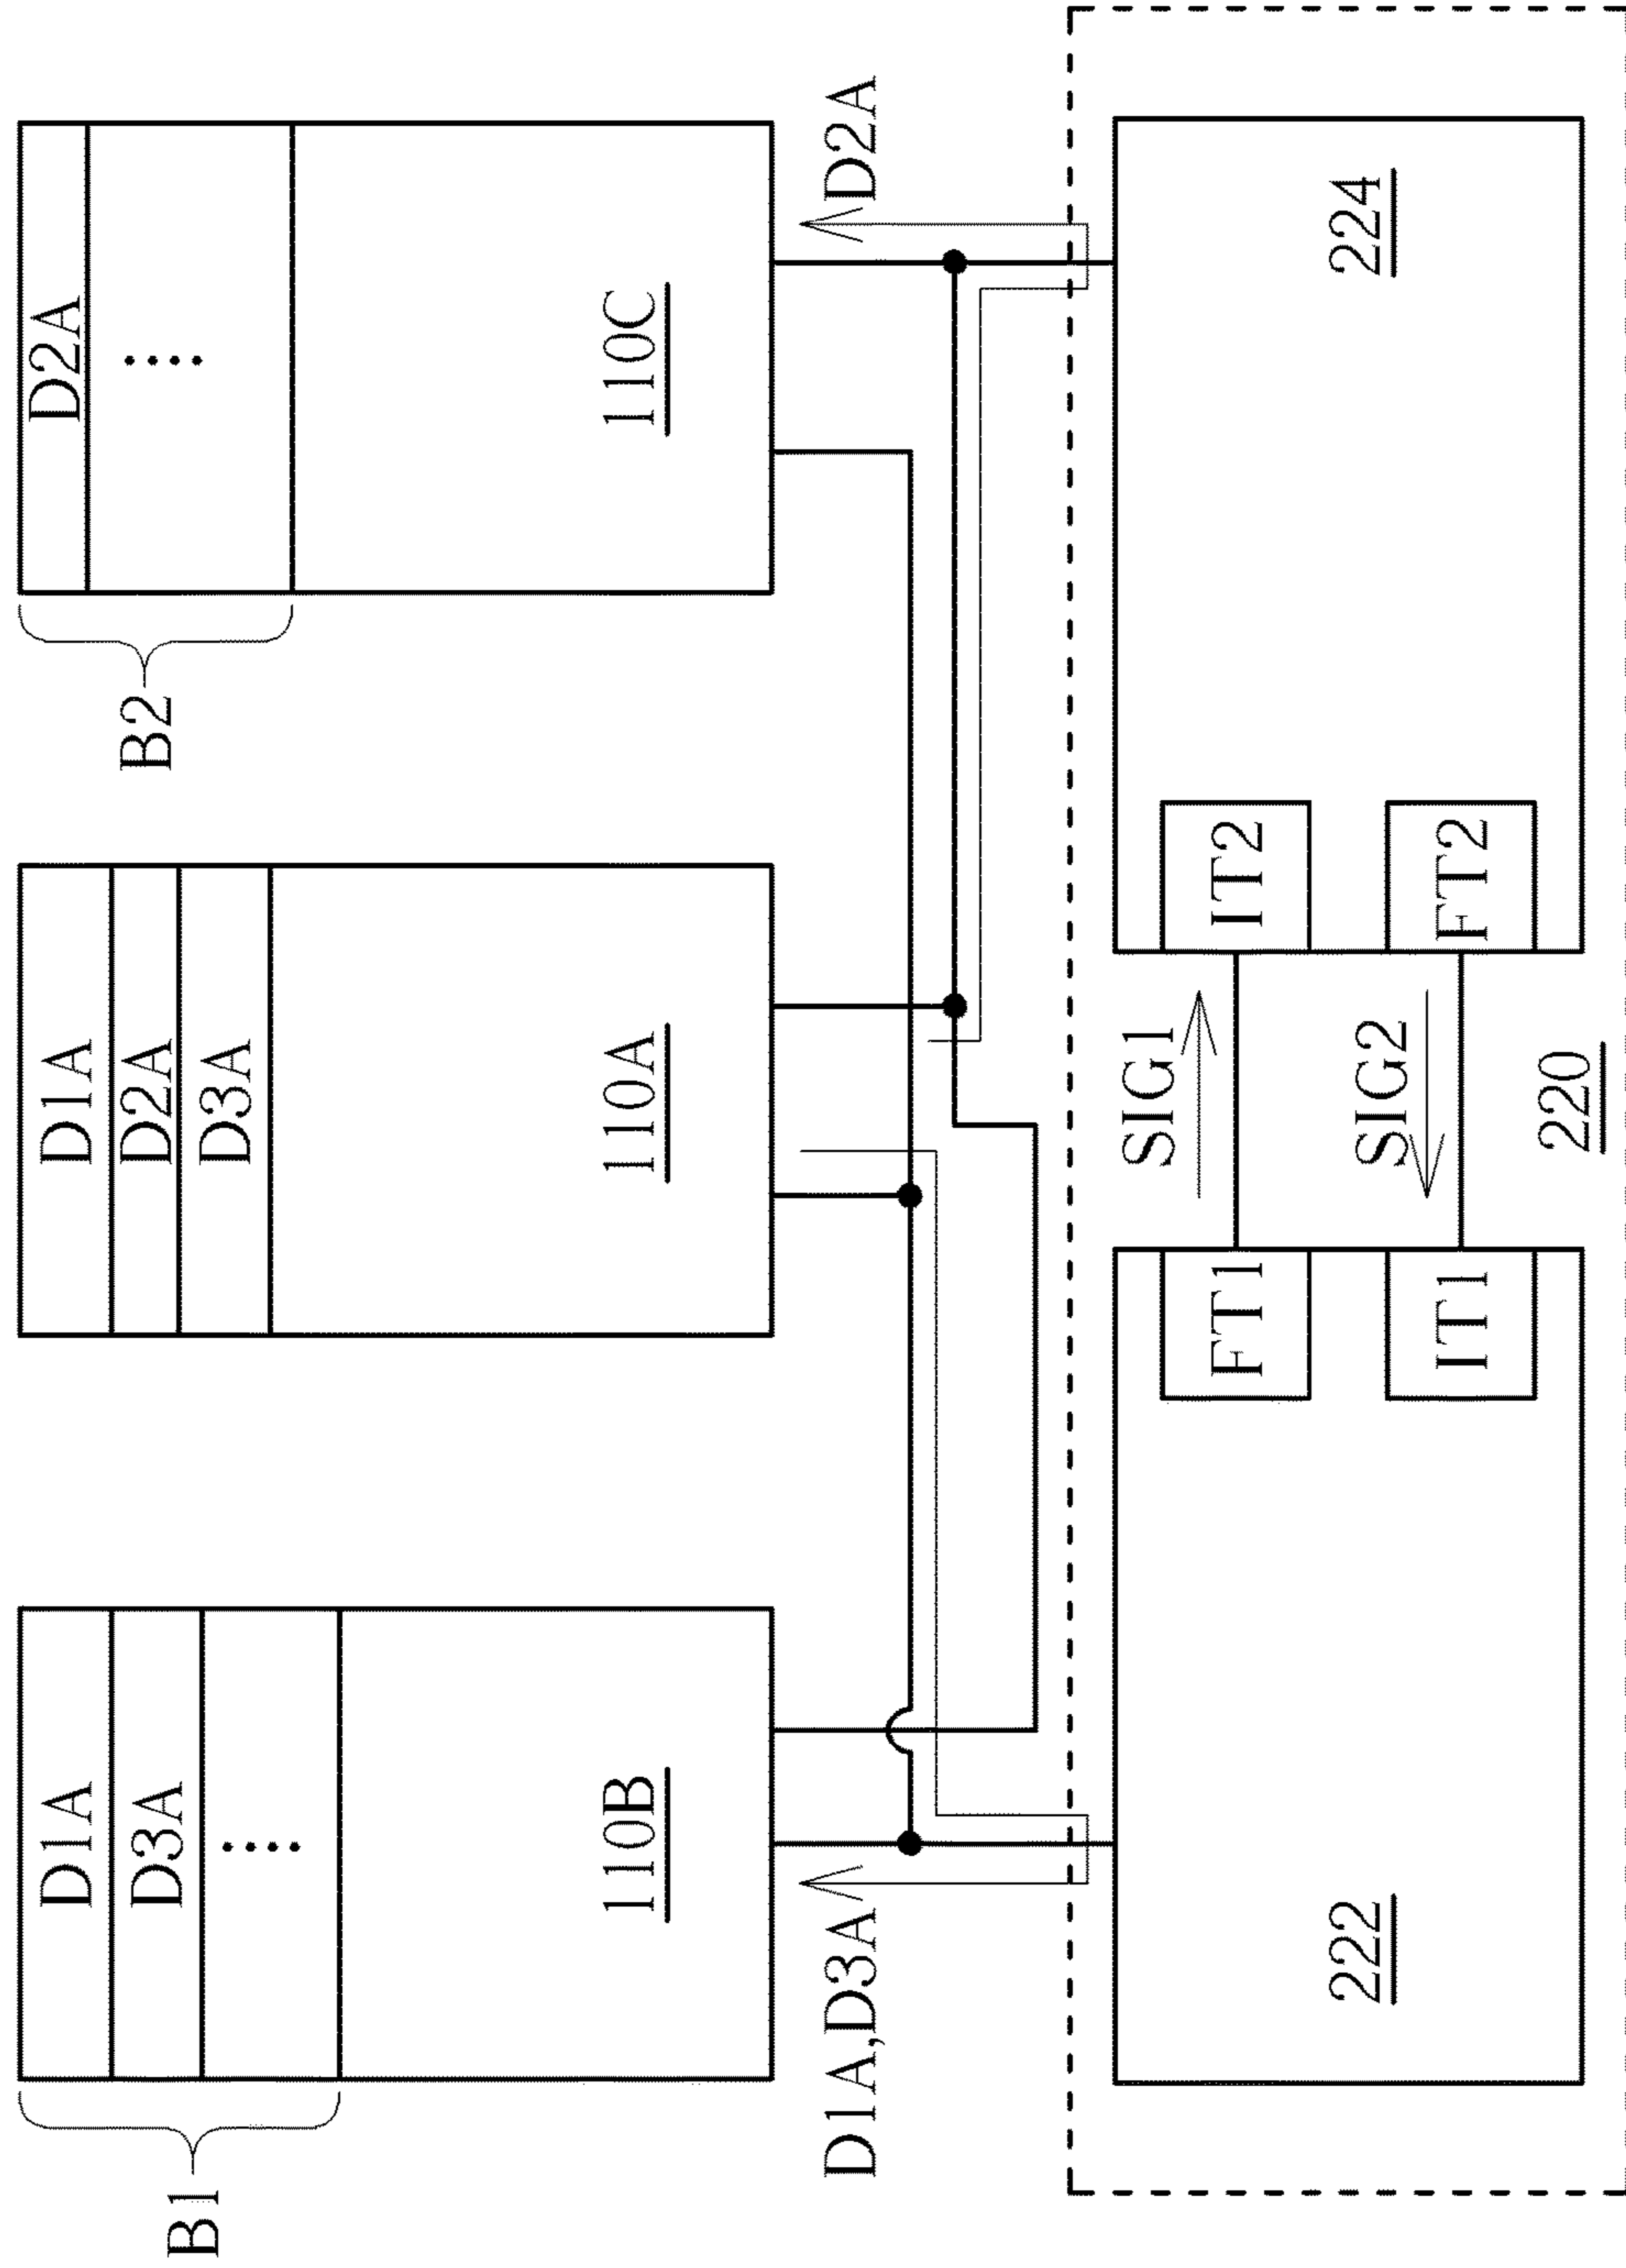 D1A
D1A
D2A
D3A
D2A
B2
B1
D3A
110B
110A
110C
D1A,D3A
D2A
SIG1
FT1
IT2
222
224
SIG2
IT1
FT2
220